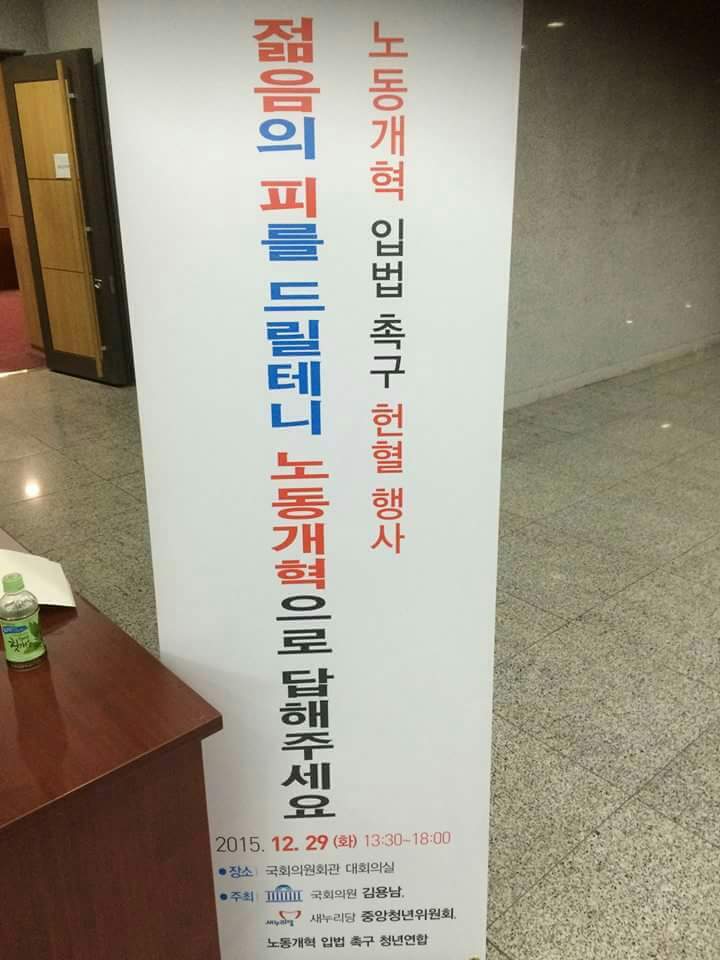 노동개혁 입법 촉구 헌혈 행사
젊음의 피를 드릴테니 노동개혁으로 답해주세요
2015. 12. 29 (화) 13:30~18:00
•장소| 국회의원회관 대회의실
•주최| 국회의원 김용남,
새누리당 새누리당 중앙청년위원회,
노동개혁 입법 촉구 청년연합